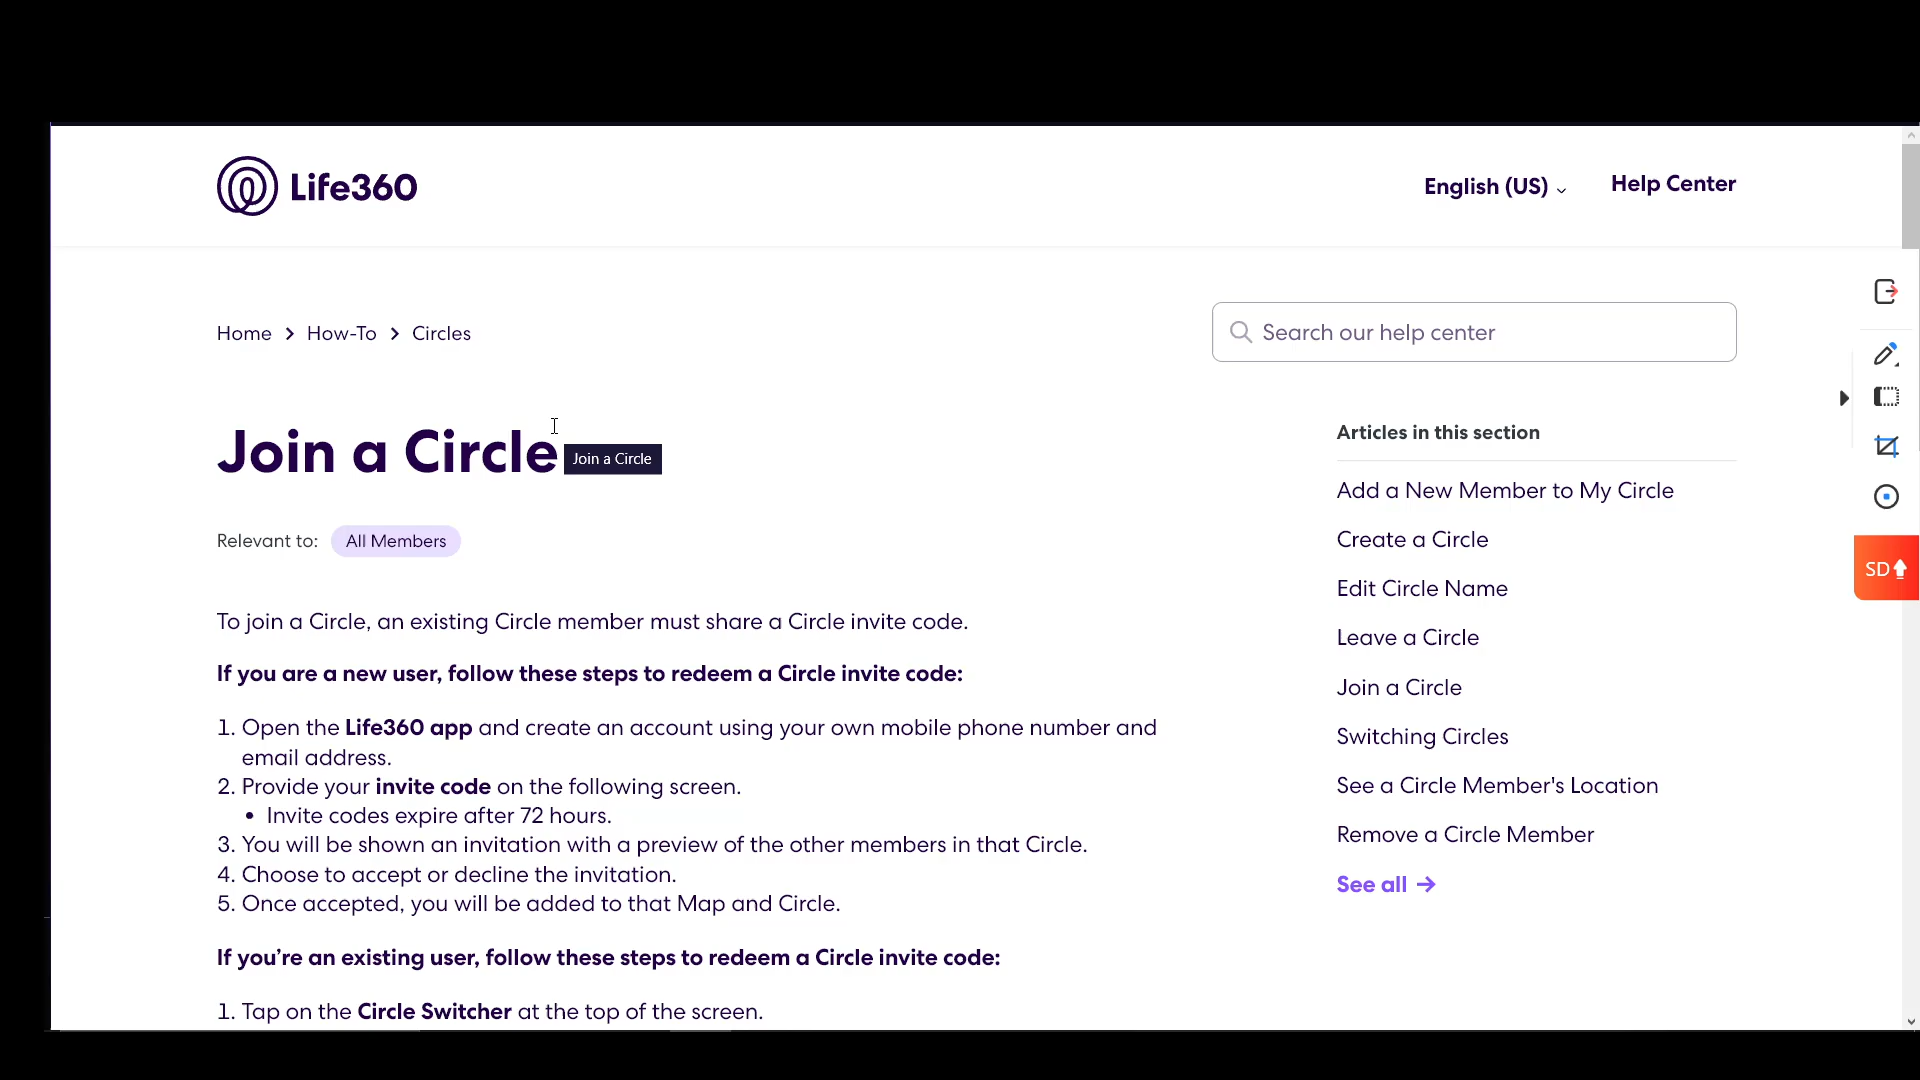 Life360
English (US)
Help Center
Home > How-To > Circles
Search our help center
Join a Circle
Join a Circle
Relevant to: All Members
To join a Circle, an existing Circle member must share a Circle invite code.
If you are a new user, follow these steps to redeem a Circle invite code:
1. Open the Life360 app and create an account using your own mobile phone number and
email address.
2. Provide your invite code on the following screen.
• Invite codes expire after 72 hours.
3. You will be shown an invitation with a preview of the other members in that Circle.
4. Choose to accept or decline the invitation.
5. Once accepted, you will be added to that Map and Circle.
If you’re an existing user, follow these steps to redeem a Circle invite code:
1. Tap on the Circle Switcher at the top of the screen.
Articles in this section
Add a New Member to My Circle
Create a Circle
Edit Circle Name
Leave a Circle
Join a Circle
Switching Circles
See a Circle Member's Location
Remove a Circle Member
See all →
SD